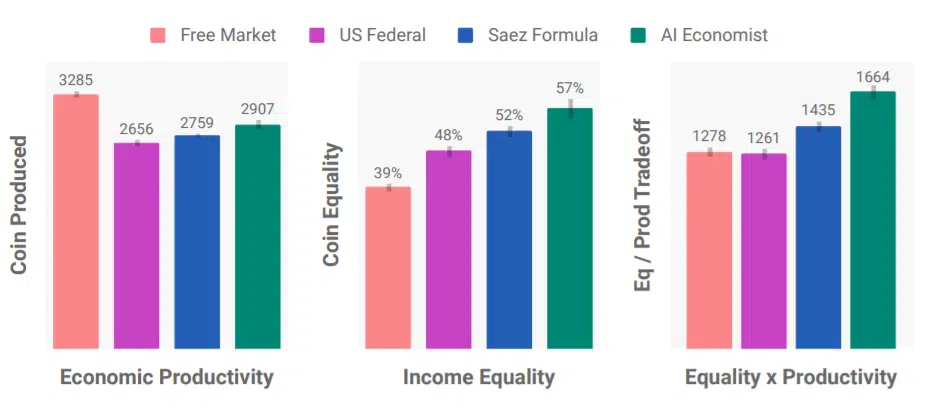 Free Market US Federal Saez Formula AI Economist
Coin Produced
3285
2656
2759
2907
Economic Productivity
Coin Equality
39%
48%
52%
57%
Income Equality
Eq / Prod Tradeoff
1278
1261
1435
1664
Equality x Productivity